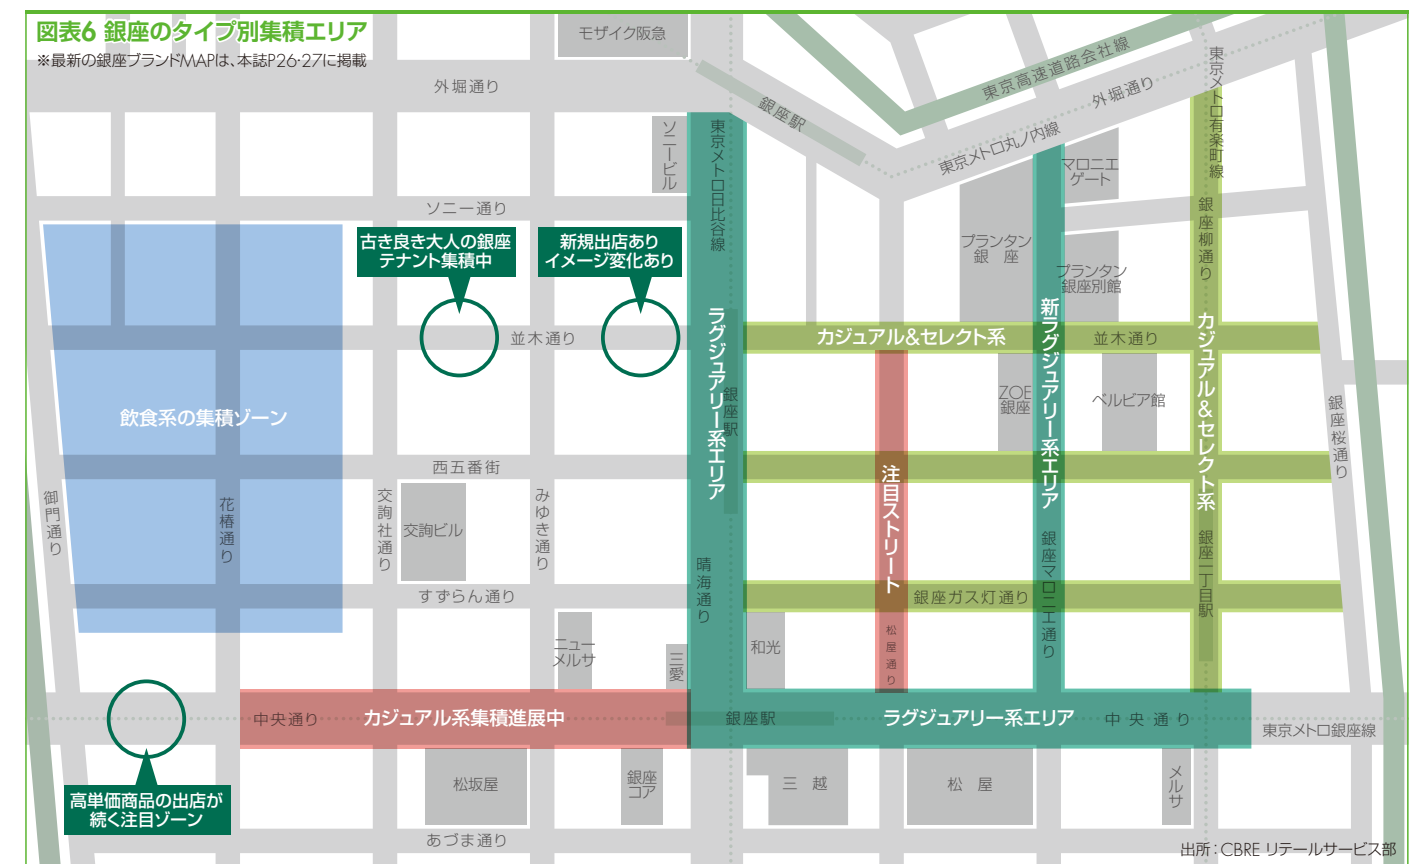 図表6 銀座のタイプ別集積エリア
※最新の銀座ブランドMAPは、本誌P26・27に掲載
モザイク阪急
外堀通り
銀座駅
東京高速道路会社線
外堀通り
東京メトロ丸ノ内線
東京メトロ有楽町線
ソニービル
東京メトロ日比谷線
マロニエ
ゲート
銀座柳通り
ソニー通り
古き良き大人の銀座
テナント集積中
新規出店あり
イメージ変化あり
プランタン
銀 座
プランタン
銀座別館
並木通り
ラグジュアリー系エリア
カジュアル&セレクト系
新ラグジュアリー系エリア
並木通り
カジュアル&セレクト系
飲食系の集積ゾーン
銀座駅
ZOE
銀座
ベルビア館
銀座桜通り
西五番街
注目ストリート
御門通り
花椿通り
交詢社通り
交詢ビル
みゆき通り
晴海通り
銀座マロニエ通り
銀座一丁目駅
すずらん通り
銀座ガス灯通り
ニュー
メルサ
三愛
和光
松屋通り
中央通り
カジュアル系集積進展中
銀座駅
ラグジュアリー系エリア
中央通り
東京メトロ銀座線
高単価商品の出店が
続く注目ゾーン
松坂屋
銀座
コア
三 越
松 屋
メルサ
あづま通り
出所：CBRE リテールサービス部